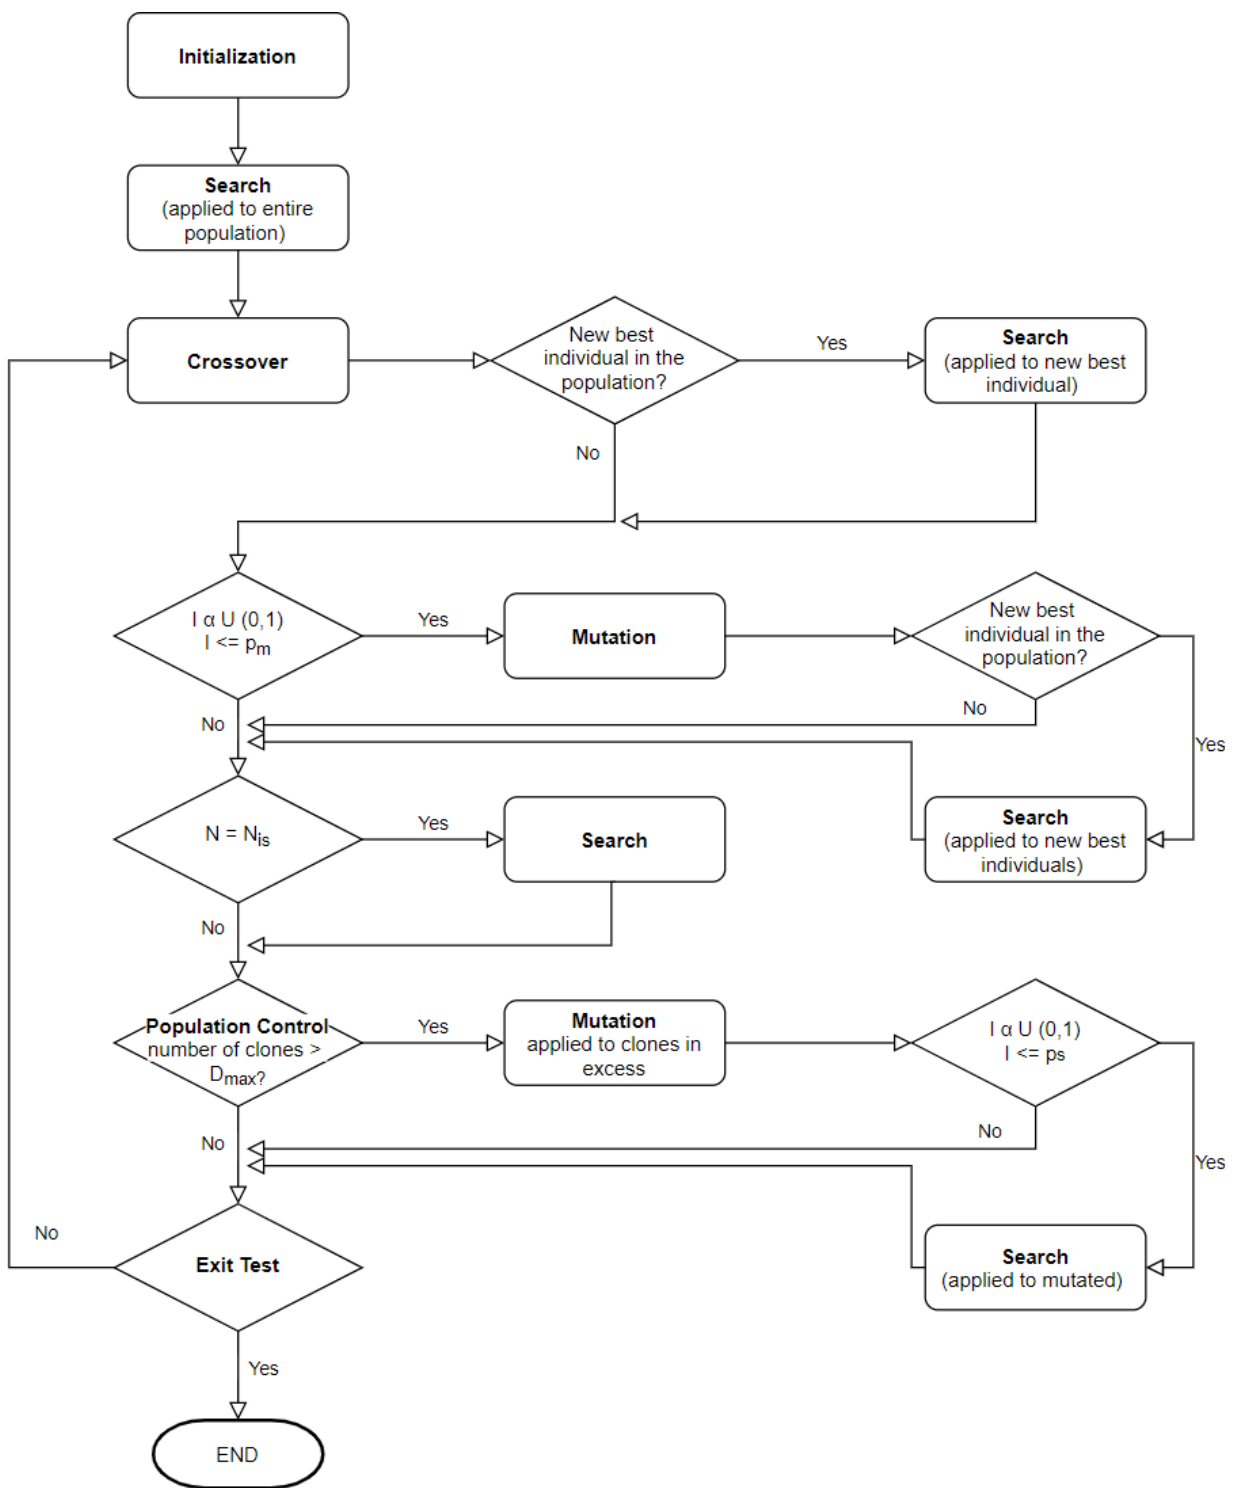 Initialization
Search
(applied to entire
population)
Crossover
New best
individual in the
population?
Yes
Search
(applied to new best
individual)
No
I α U (0,1)
I <= pm
Yes
Mutation
New best
individual in the
population?
No
No
Yes
N = Nis
Yes
Search
Search
(applied to new best
individuals)
No
Population Control
number of clones >
Dmax?
Yes
Mutation
applied to clones in
excess
I α U (0,1)
I <= ps
No
No
Yes
No
Exit Test
Search
(applied to mutated)
Yes
END